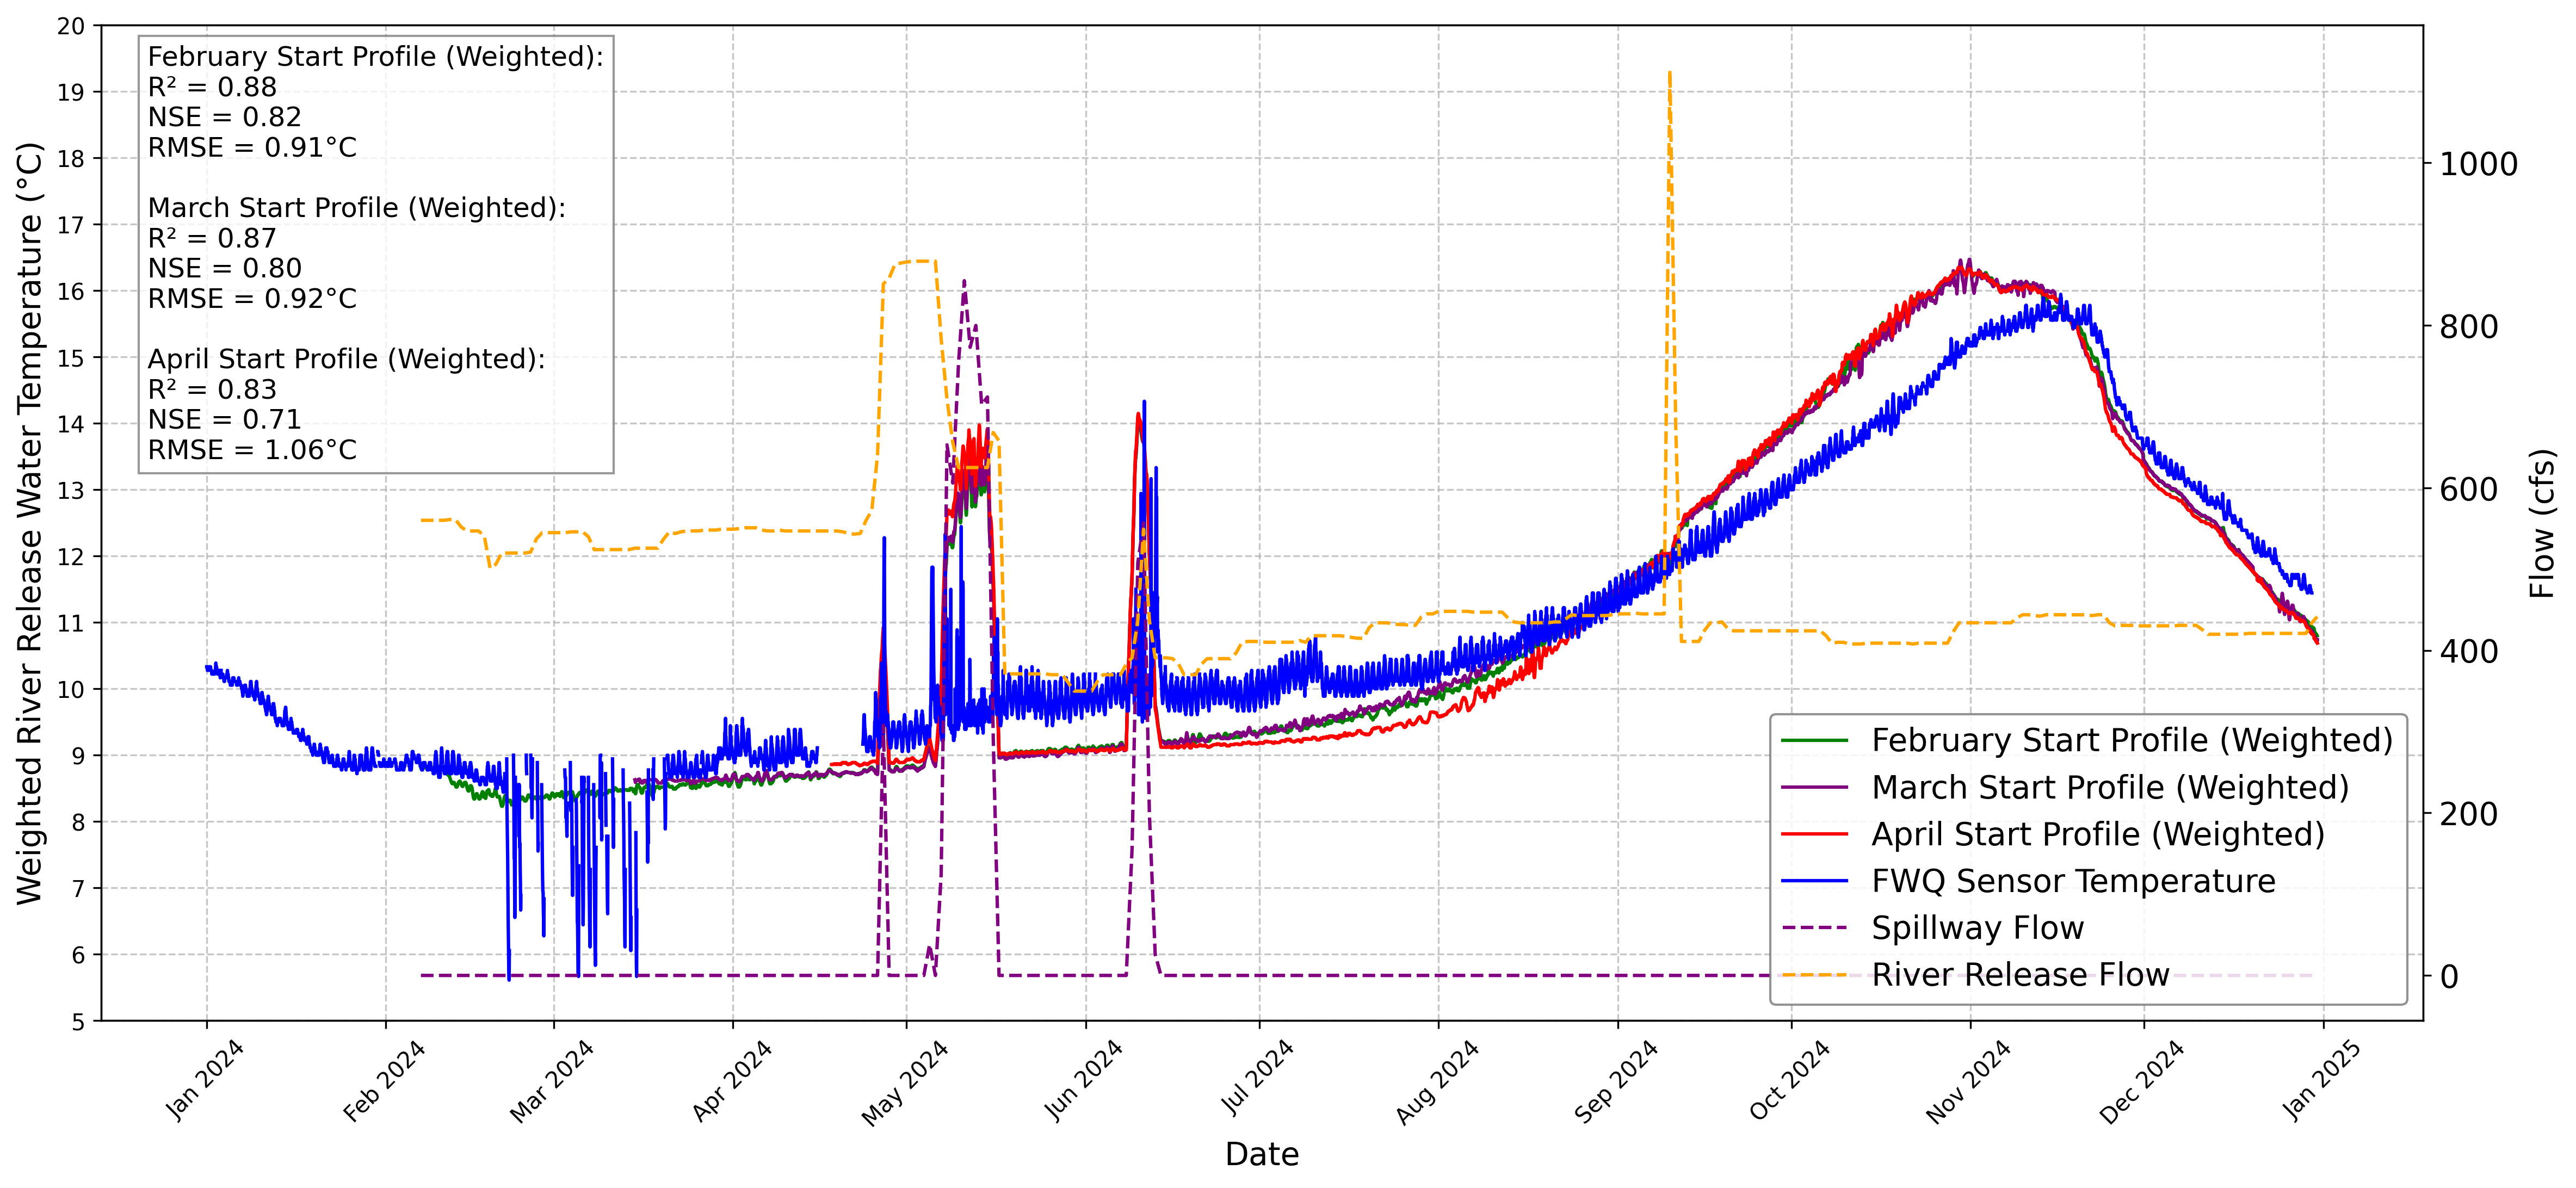 20
19
18
17
16
15
14
13
12
11
10
9
8
7
6
5
Weighted River Release Water Temperature (°C)
February Start Profile (Weighted):
R² = 0.88
NSE = 0.82
RMSE = 0.91°C
March Start Profile (Weighted):
R² = 0.87
NSE = 0.80
RMSE = 0.92°C
April Start Profile (Weighted):
R² = 0.83
NSE = 0.71
RMSE = 1.06°C
1000
800
600
400
200
0
Flow (cfs)
February Start Profile (Weighted)
March Start Profile (Weighted)
April Start Profile (Weighted)
FWQ Sensor Temperature
Spillway Flow
River Release Flow
Jan 2024
Feb 2024
Mar 2024
Apr 2024
May 2024
Jun 2024
Jul 2024
Aug 2024
Sep 2024
Oct 2024
Nov 2024
Dec 2024
Jan 2025
Date